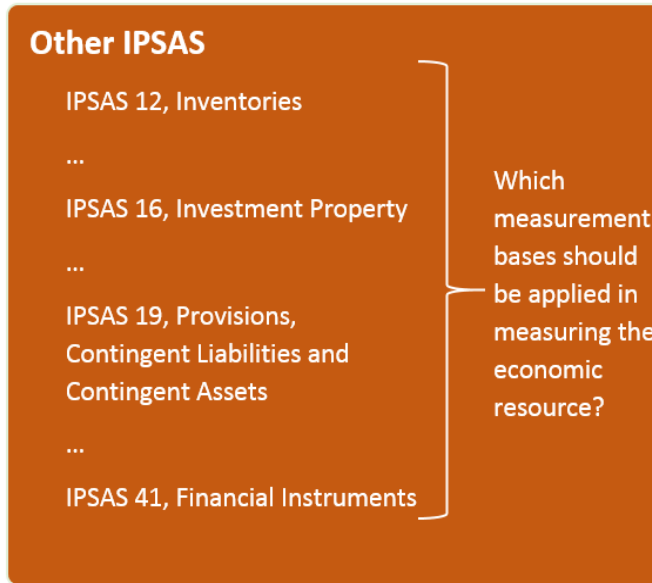 Other IPSAS
IPSAS 12, Inventories
...
IPSAS 16, Investment Property
...
IPSAS 19, Provisions,
Contingent Liabilities and
Contingent Assets
...
IPSAS 41, Financial Instruments
Which
measurement
bases should
be applied in
measuring the
economic
resource?